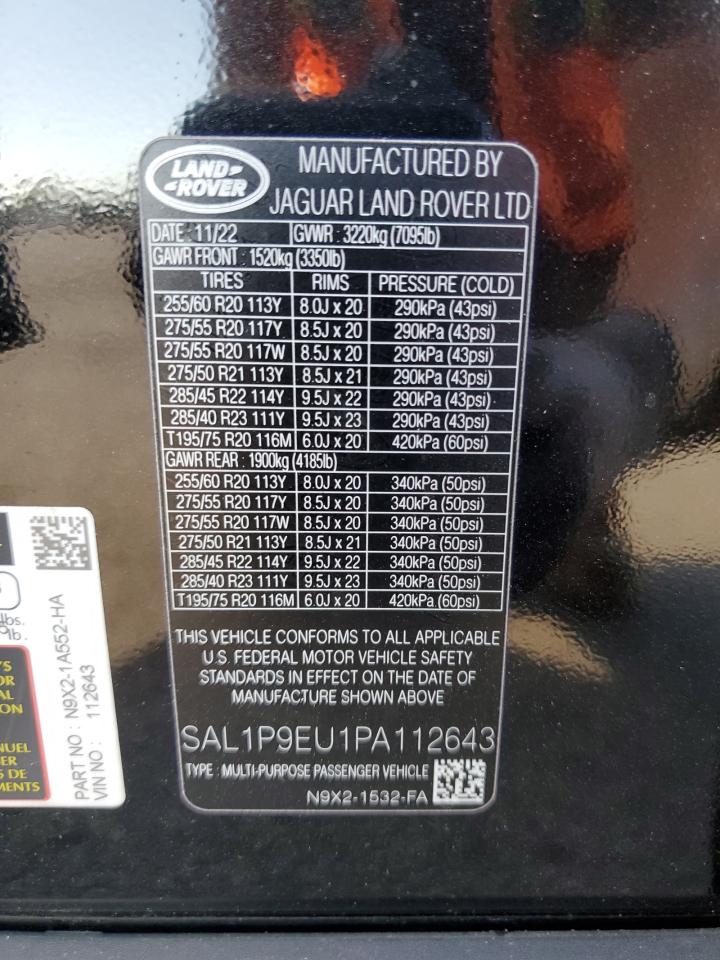 LAND ROVER
MANUFACTURED BY
JAGUAR LAND ROVER LTD
DATE : 11/22 GVWR : 3220kg (7095lb)
GAWR FRONT : 1520kg (3350lb)
TIRES RIMS PRESSURE (COLD)
255/60 R20 113Y 8.0J x 20 290kPa (43psi)
275/55 R20 117Y 8.5J x 20 290kPa (43psi)
275/55 R20 117W 8.5J x 20 290kPa (43psi)
275/50 R21 113Y 8.5J x 21 290kPa (43psi)
285/45 R22 114Y 9.5J x 22 290kPa (43psi)
285/40 R23 111Y 9.5J x 23 290kPa (43psi)
T195/75 R20 116M 6.0J x 20 420kPa (60psi)
GAWR REAR : 1900kg (4185lb)
255/60 R20 113Y 8.0J x 20 340kPa (50psi)
275/55 R20 117Y 8.5J x 20 340kPa (50psi)
275/55 R20 117W 8.5J x 20 340kPa (50psi)
275/50 R21 113Y 8.5J x 21 340kPa (50psi)
285/45 R22 114Y 9.5J x 22 340kPa (50psi)
285/40 R23 111Y 9.5J x 23 340kPa (50psi)
T195/75 R20 116M 6.0J x 20 420kPa (60psi)
THIS VEHICLE CONFORMS TO ALL APPLICABLE
U.S. FEDERAL MOTOR VEHICLE SAFETY
STANDARDS IN EFFECT ON THE DATE OF
MANUFACTURE SHOWN ABOVE
SAL1P9EU1PA112643
TYPE : MULTI-PURPOSE PASSENGER VEHICLE
N9X2-1532-FA
PART NO : N9X2-1A552-HA
VIN NO : 112643
lbs.
lb.
DE